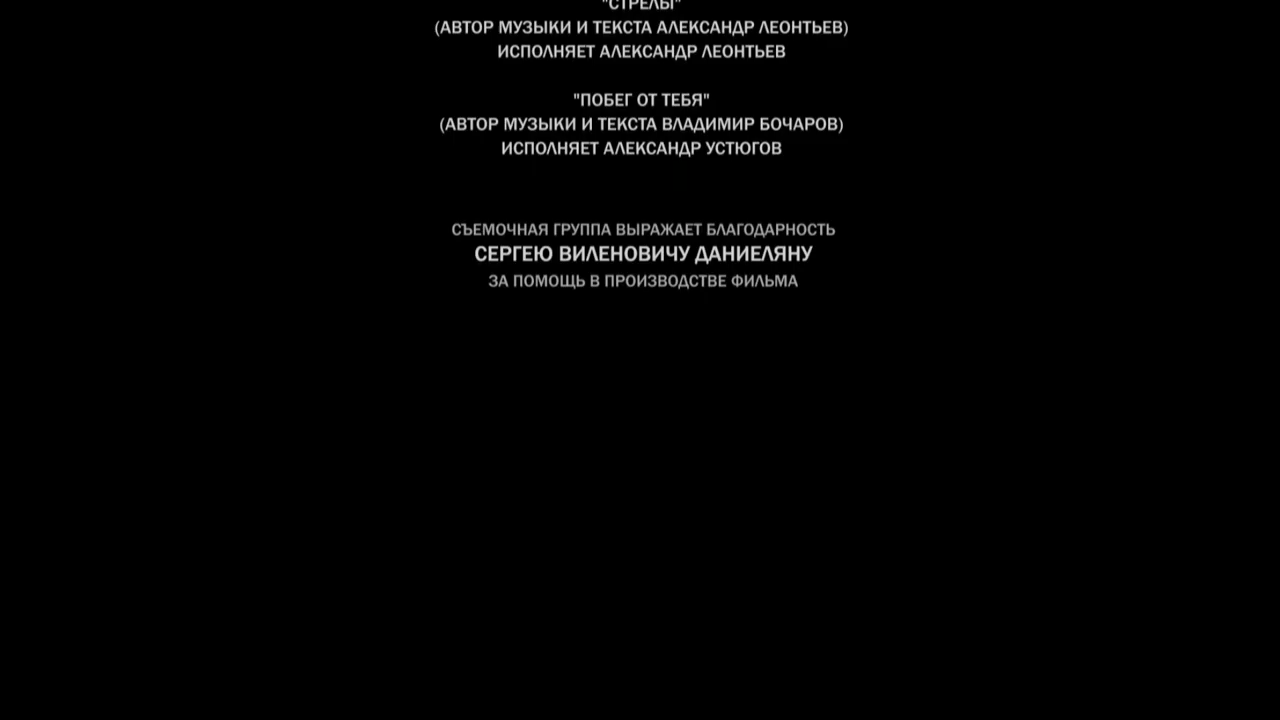 "СТРЕЛЫ"
(АВТОР МУЗЫКИ И ТЕКСТА АЛЕКСАНДР ЛЕОНТЬЕВ)
ИСПОЛНЯЕТ АЛЕКСАНДР ЛЕОНТЬЕВ
"ПОБЕГ ОТ ТЕБЯ"
(АВТОР МУЗЫКИ И ТЕКСТА ВЛАДИМИР БОЧАРОВ)
ИСПОЛНЯЕТ АЛЕКСАНДР УСТЮГОВ
СЪЕМОЧНАЯ ГРУППА ВЫРАЖАЕТ БЛАГОДАРНОСТЬ
СЕРГЕЮ ВИЛЕНОВИЧУ ДАНИЕЛЯНУ
ЗА ПОМОЩЬ В ПРОИЗВОДСТВЕ ФИЛЬМА